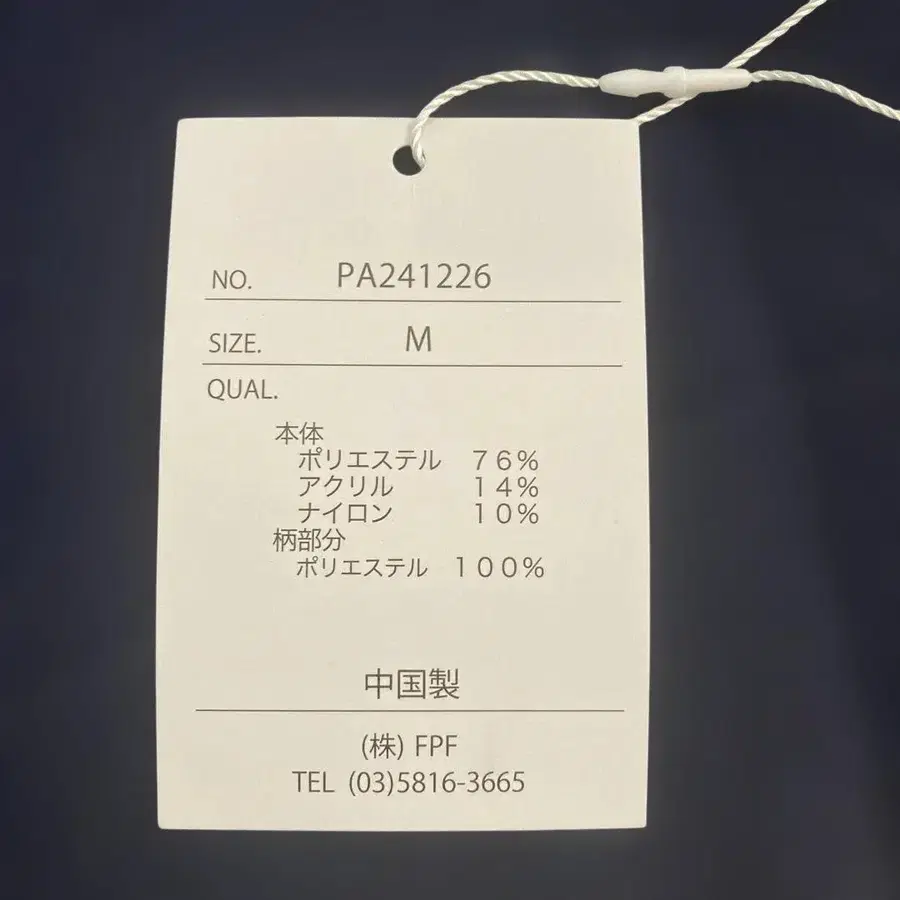 NO. PA241226
SIZE. M
QUAL.
本体
ポリエステル 76%
アクリル 14%
ナイロン 10%
柄部分
ポリエステル 100%
中国製
(株) FPF
TEL (03)5816-3665